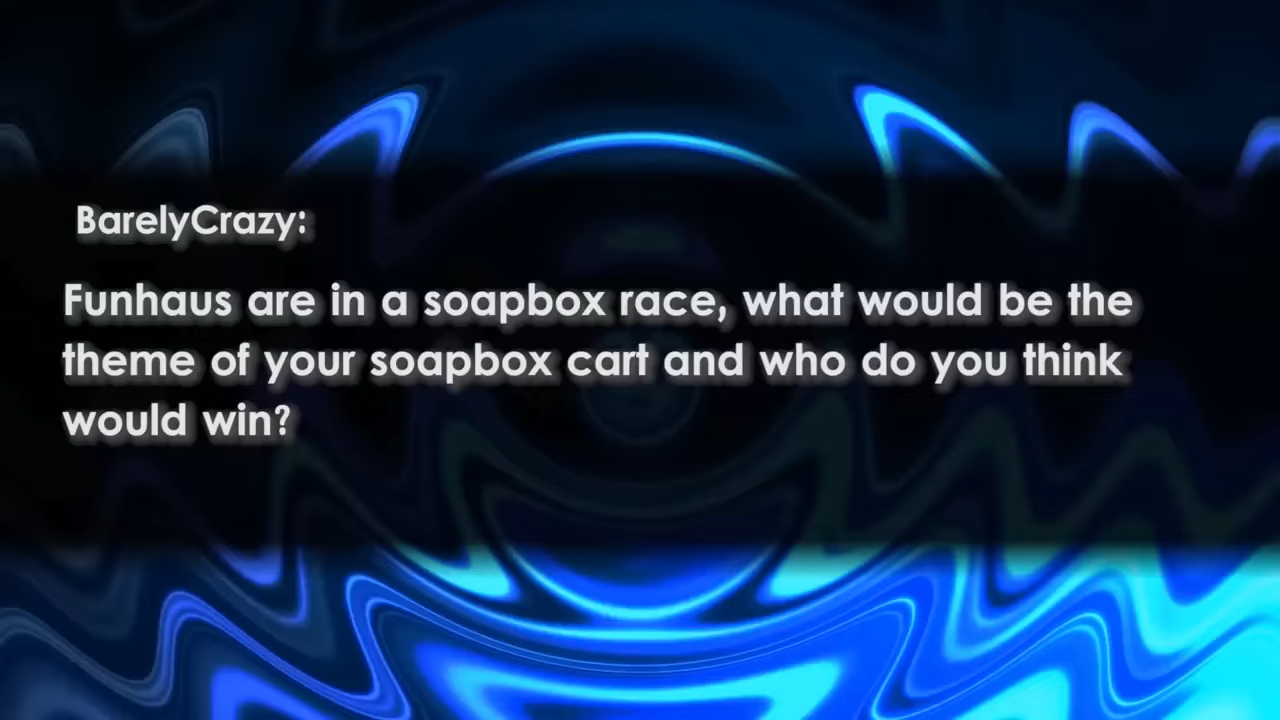 BarelyCrazy:
Funhaus are in a soapbox race, what would be the
theme of your soapbox cart and who do you think
would win?